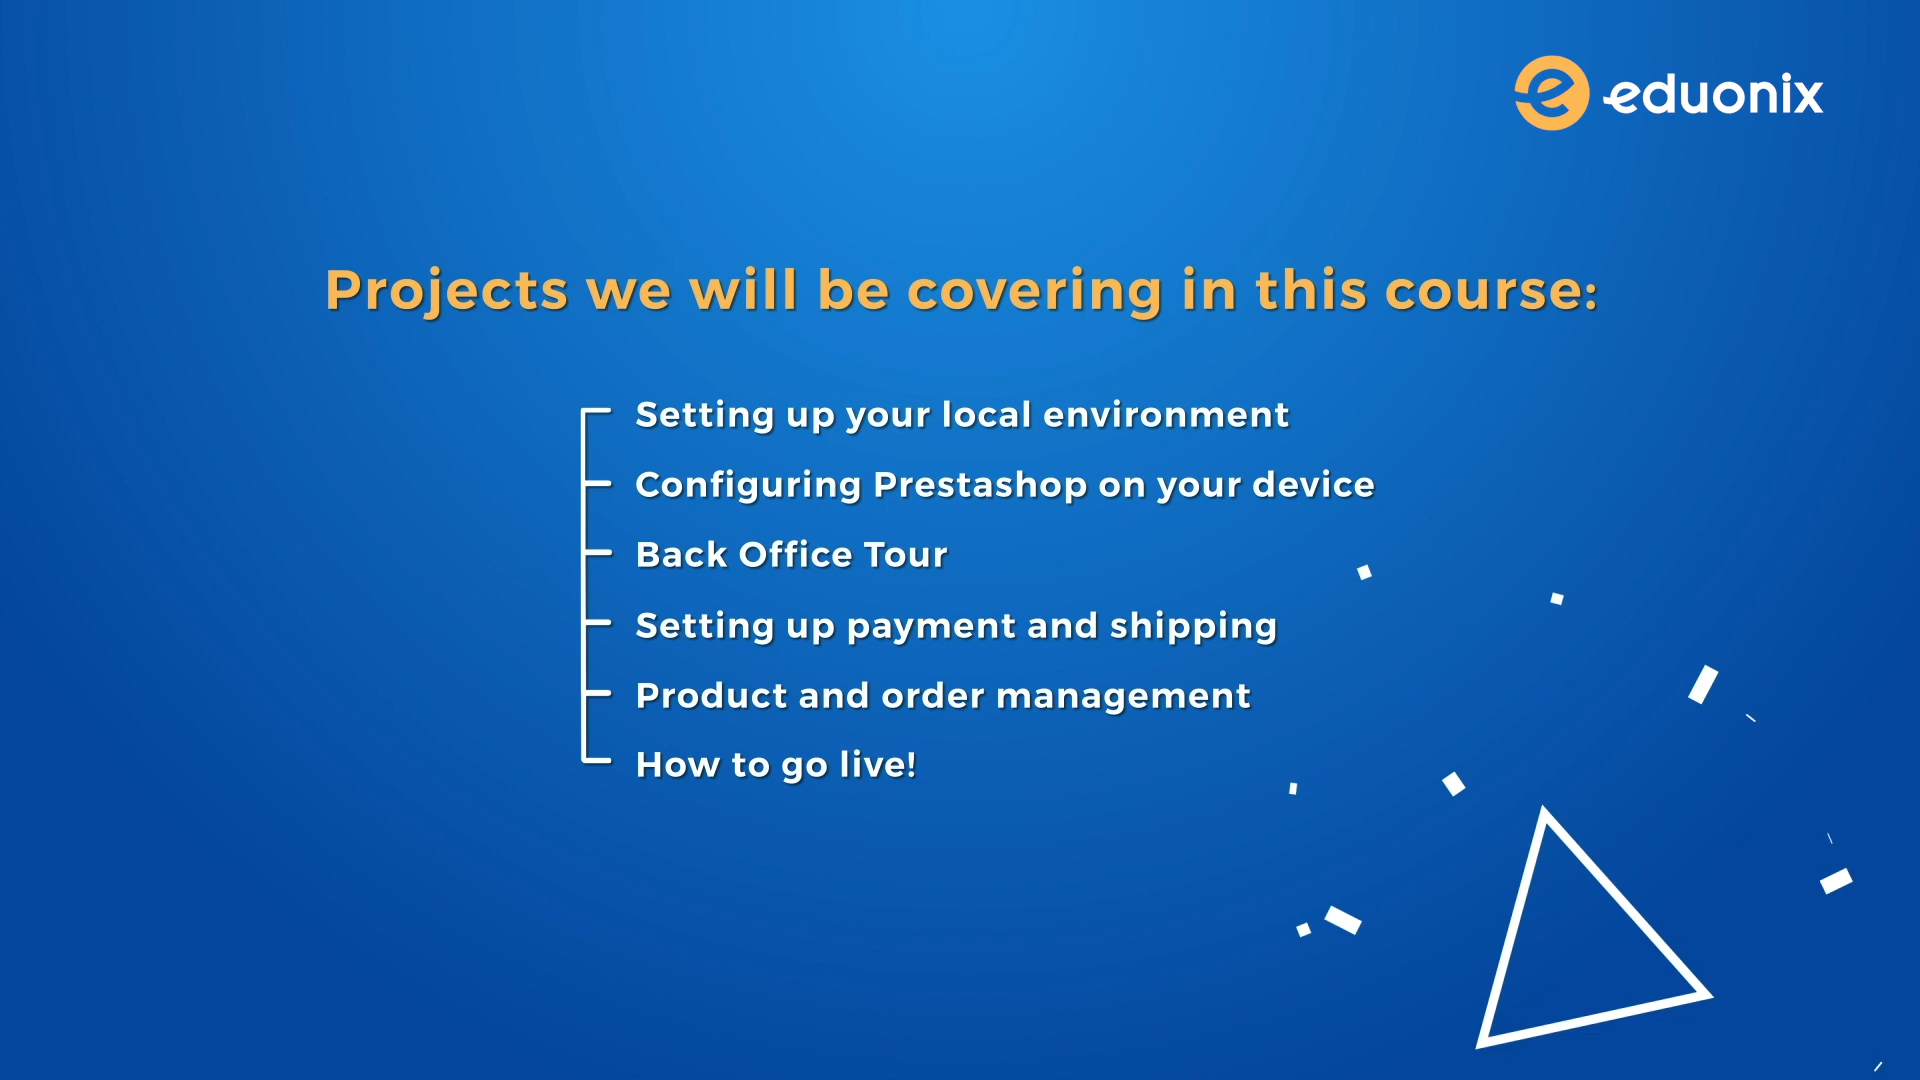 eduonix
Projects we will be covering in this course:
Setting up your local environment
Configuring Prestashop on your device
Back Office Tour
Setting up payment and shipping
Product and order management
How to go live!